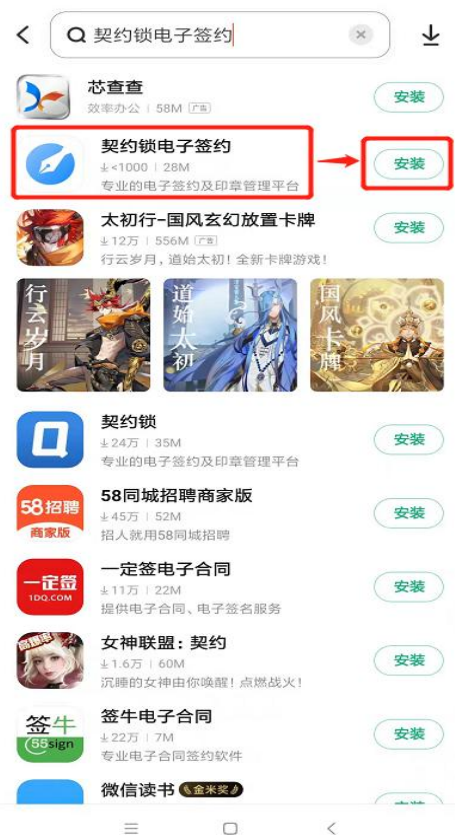 契约锁电子签约
芯查查
效率办公 | 58M 广告
安装
契约锁电子签约
<1000 | 28M
专业的电子签约及印章管理平台
安装
太初行-国风玄幻放置卡牌
12万 | 556M 广告
行云岁月，道始太初！全新卡牌游戏！
安装
行云岁月
道始太初
国风卡牌
契约锁
24万 | 35M
专业的电子签约及印章管理平台
安装
58招聘
商家版
58同城招聘商家版
45万 | 52M
招人就用58同城招聘
安装
一定签
1DQ.COM
一定签电子合同
11万 | 22M
提供电子合同、电子签名服务
安装
高爆率
女神联盟：契约
1.6万 | 60M
沉睡的女神由你唤醒！点燃战火！
安装
签牛
55sign
签牛电子合同
22万 | 7M
专业电子合同签约软件
安装
微信读书 金米奖